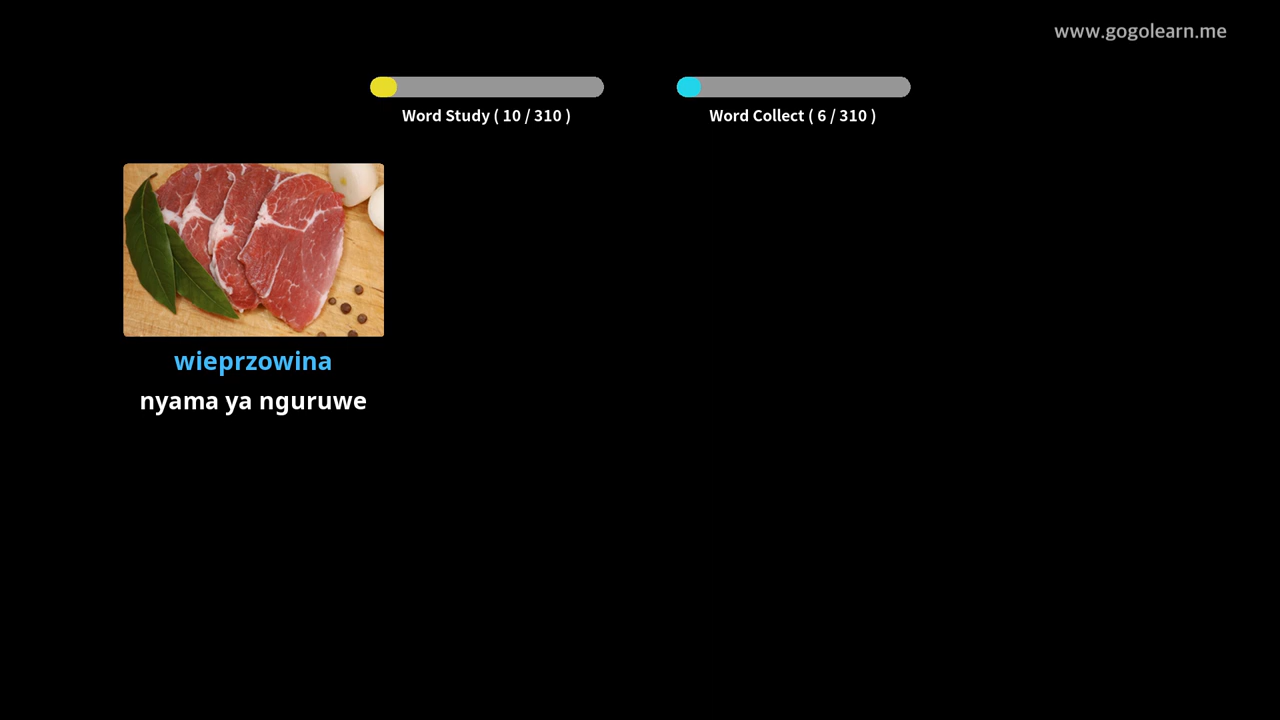 www.gogolearn.me
Word Study ( 10 / 310 )
Word Collect ( 6 / 310 )
wieprzowina
nyama ya nguruwe